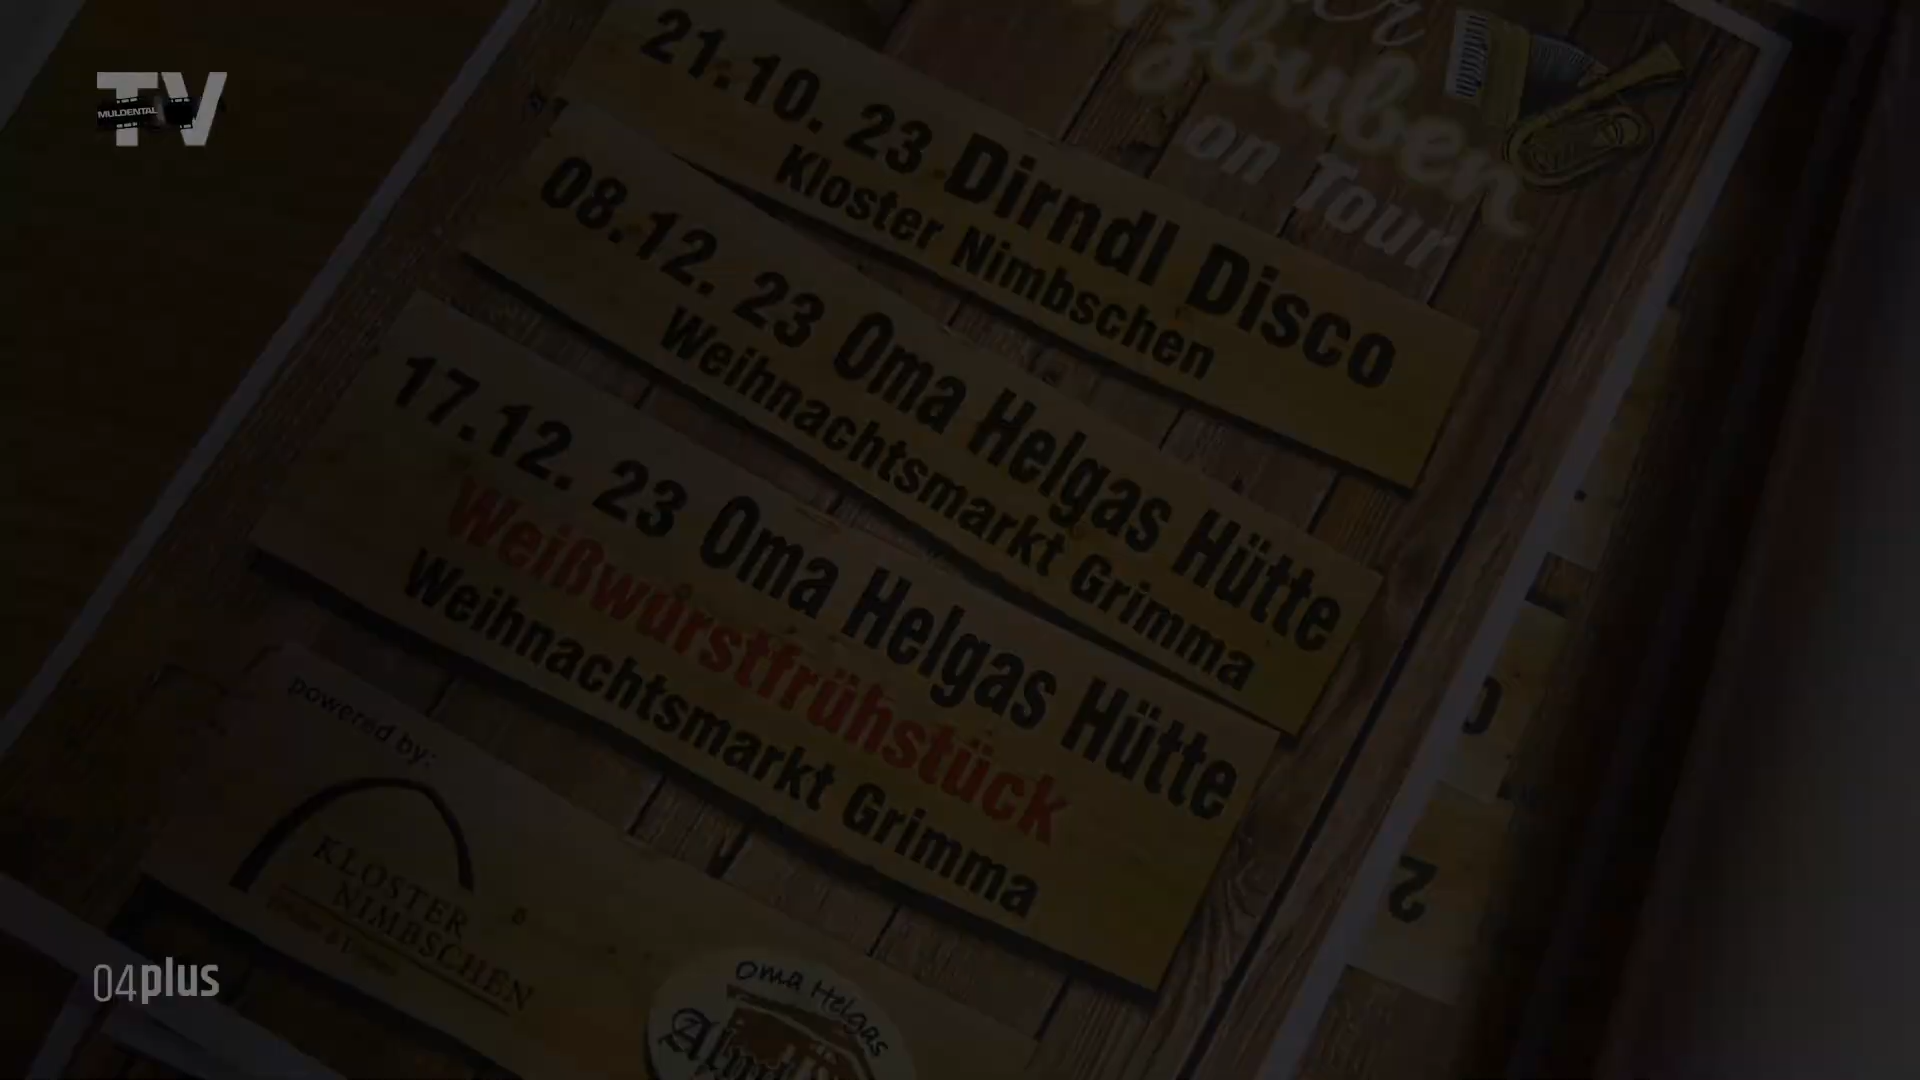 TV
MULDENTAL
on Tour
21.10. 23 Dirndl Disco
Kloster Nimbschen
08.12. 23 Oma Helgas Hütte
Weihnachtsmarkt Grimma
17.12. 23 Oma Helgas Hütte
Weißwurstfrühstück
Weihnachtsmarkt Grimma
powered by:
KLOSTER
NIMBSCHEN
Oma Helgas
04plus